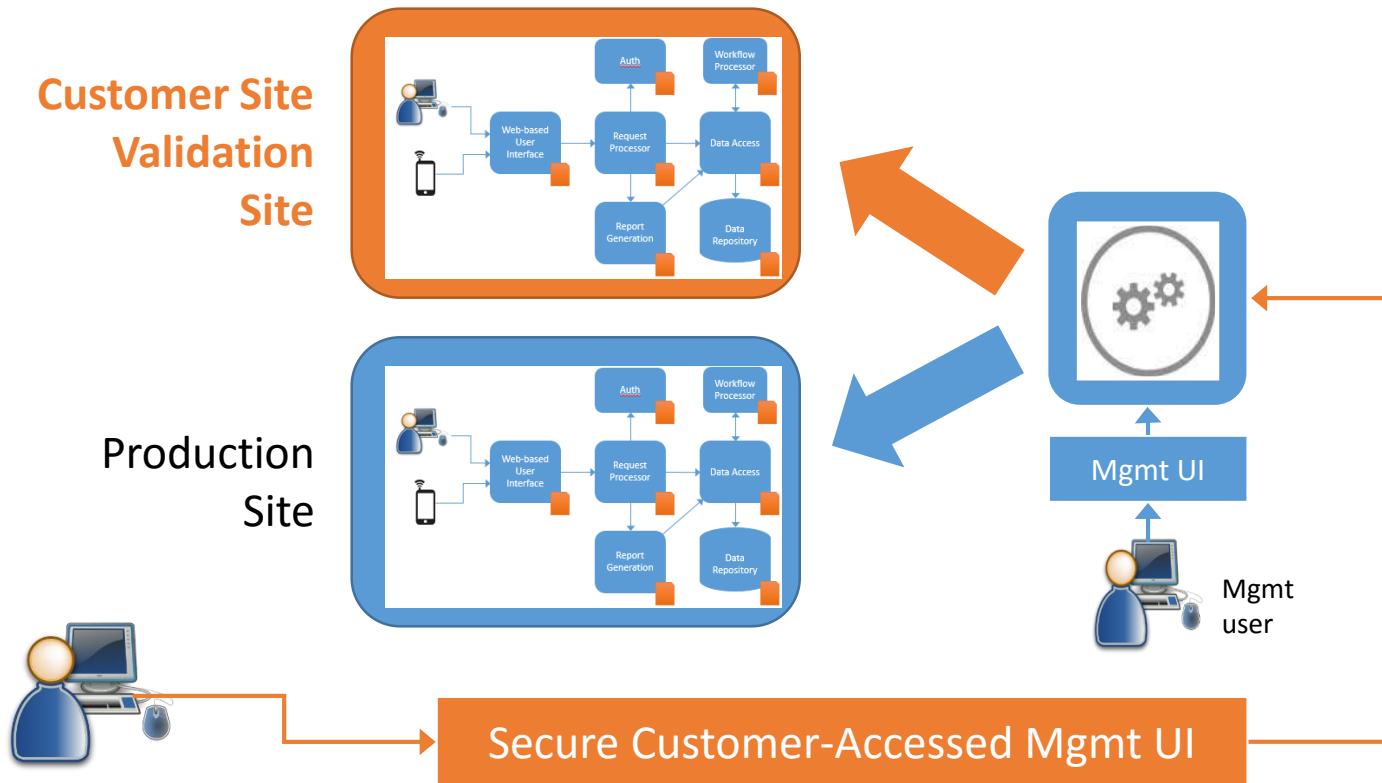 Customer Site
Validation
Site
Auth
Workflow
Processor
Web-based
User
Interface
Request
Processor
Data Access
Report
Generation
Data
Repository
Production
Site
Auth
Workflow
Processor
Web-based
User
Interface
Request
Processor
Data Access
Report
Generation
Data
Repository
Mgmt UI
Mgmt
user
Secure Customer-Accessed Mgmt UI